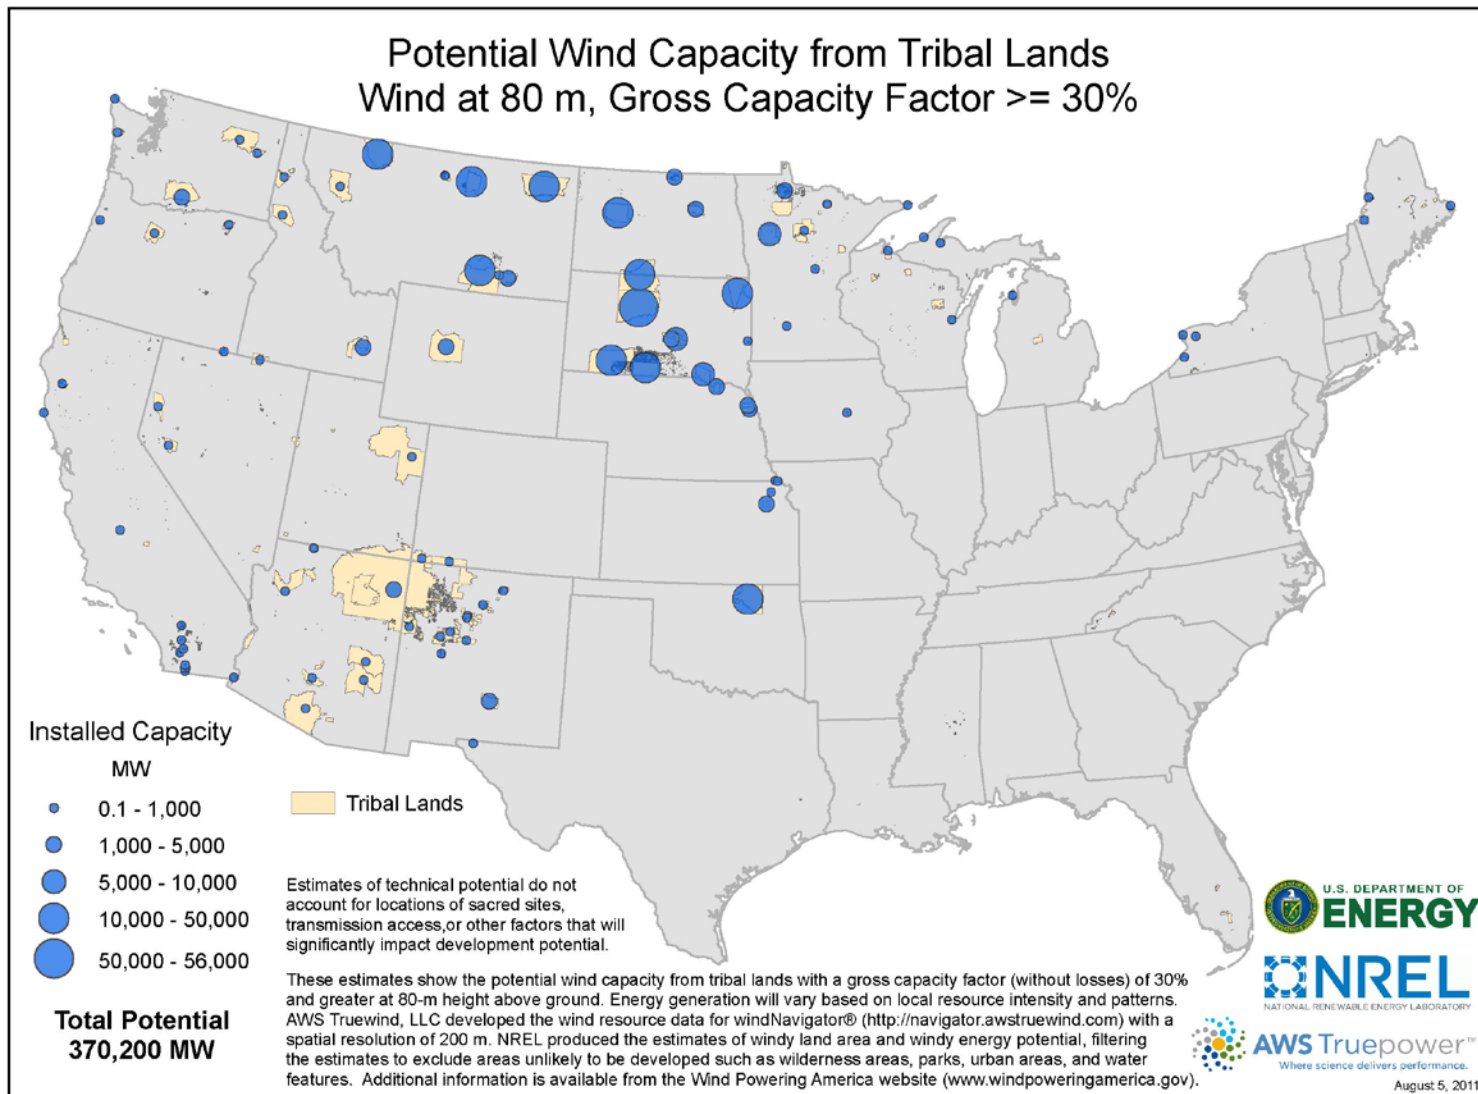 Potential Wind Capacity from Tribal Lands
Wind at 80 m, Gross Capacity Factor >= 30%
Installed Capacity
MW
0.1 - 1,000
1,000 - 5,000
5,000 - 10,000
10,000 - 50,000
50,000 - 56,000
Total Potential
370,200 MW
Tribal Lands
Estimates of technical potential do not
account for locations of sacred sites,
transmission access,or other factors that will
significantly impact development potential.
These estimates show the potential wind capacity from tribal lands with a gross capacity factor (without losses) of 30%
and greater at 80-m height above ground. Energy generation will vary based on local resource intensity and patterns.
AWS Truewind, LLC developed the wind resource data for windNavigator® (http://navigator.awstruewind.com) with a
spatial resolution of 200 m. NREL produced the estimates of windy land area and windy energy potential, filtering
the estimates to exclude areas unlikely to be developed such as wilderness areas, parks, urban areas, and water
features. Additional information is available from the Wind Powering America website (www.windpoweringamerica.gov).
U.S. DEPARTMENT OF
ENERGY
NREL
NATIONAL RENEWABLE ENERGY LABORATORY
AWS Truepower™
Where science delivers performance.
August 5, 2011